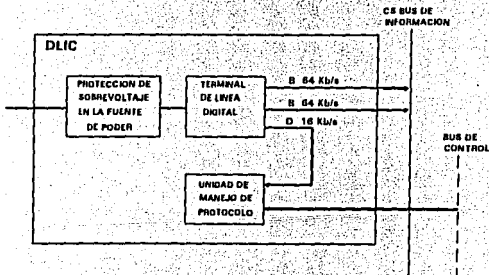 CS BUS DE
INFORMACION
DLIC
PROTECCION DE
SOBREVOLTAJE
EN LA FUENTE
DE PODER
TERMINAL
DE LINEA
DIGITAL
B 64 Kb/s
B 64 Kb/s
D 16 Kb/s
BUS DE
CONTROL
UNIDAD DE
MANEJO DE
PROTOCOLO